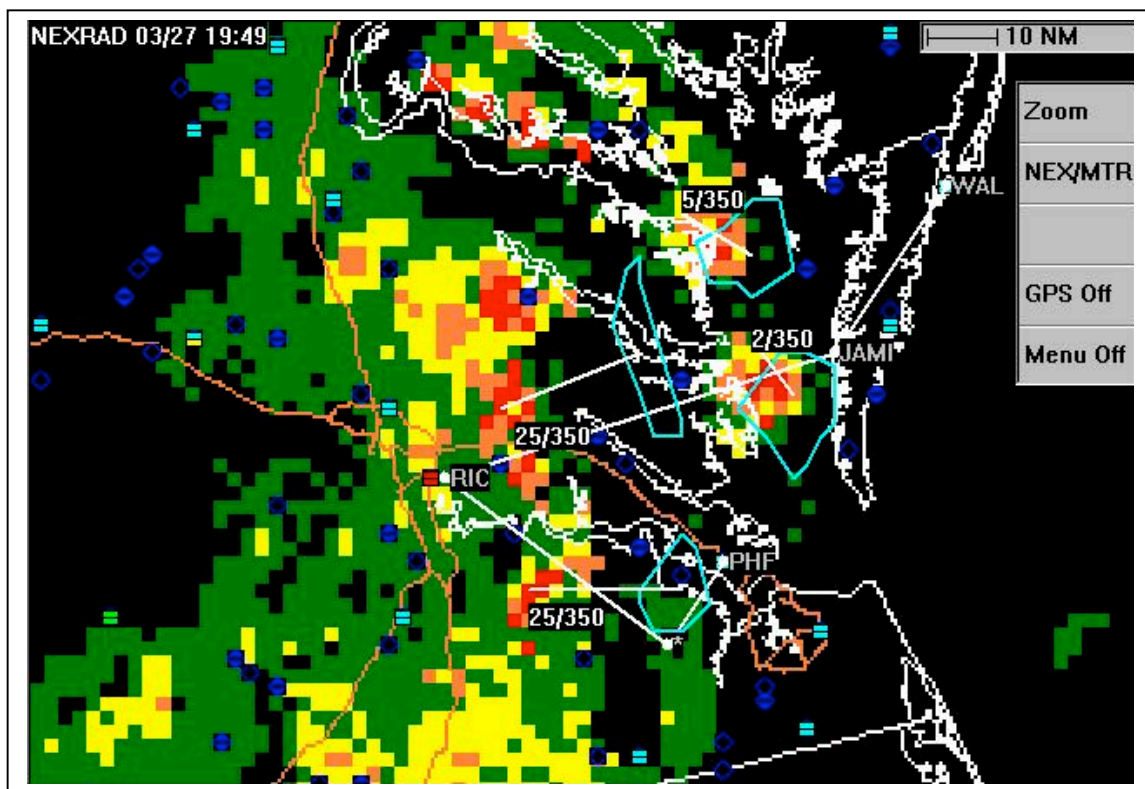 NEXRAD 03/27 19:49
10 NM
Zoom
NEX/MTR
WAL
5/350
GPS Off
2/350
JAMI
Menu Off
25/350
RIC
PHF
25/350
*